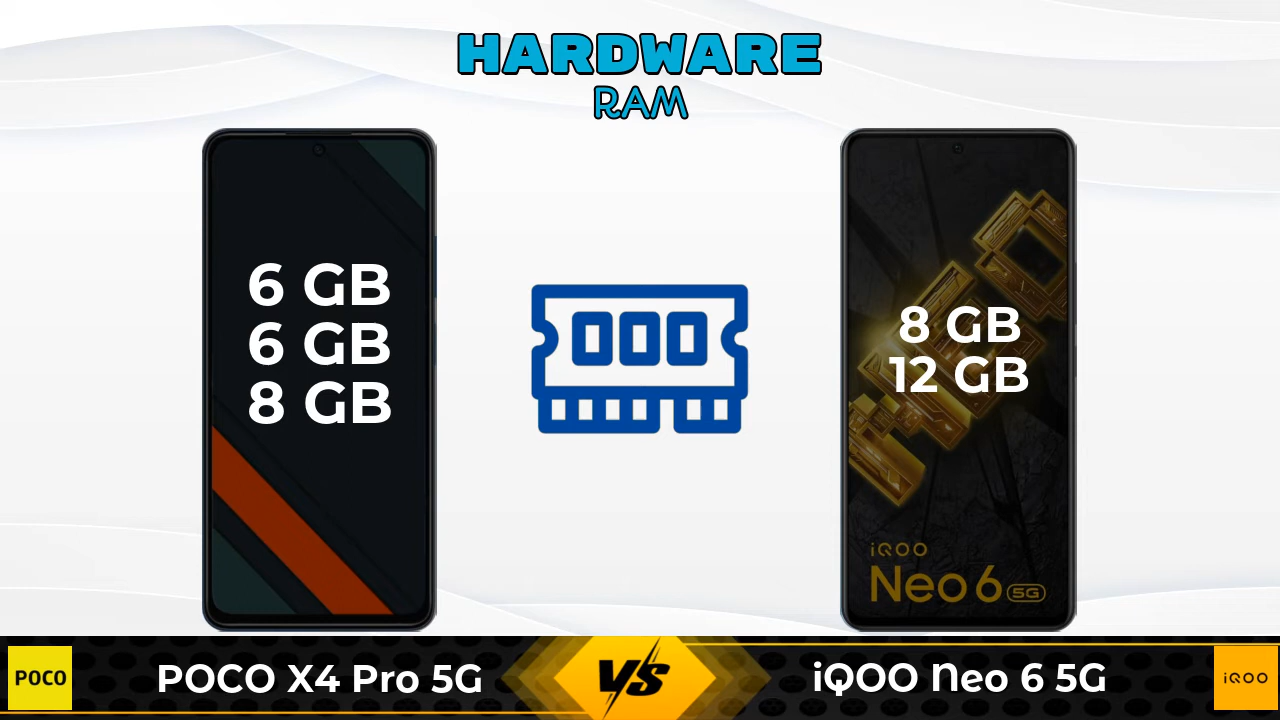 HARDWARE
RAM
6 GB
6 GB
8 GB
8 GB
12 GB
iQOO
Neo 6 5G
POCO
POCO X4 Pro 5G
VS
iQOO Neo 6 5G
iQOO